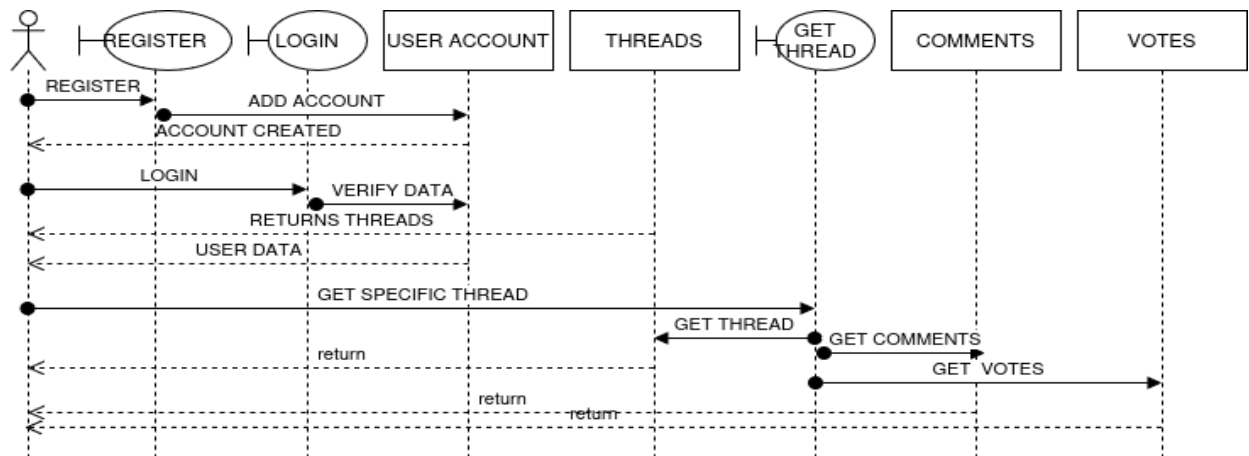 REGISTER
LOGIN
USER ACCOUNT
THREADS
GET
THREAD
COMMENTS
VOTES
REGISTER
ADD ACCOUNT
ACCOUNT CREATED
LOGIN
VERIFY DATA
RETURNS THREADS
USER DATA
GET SPECIFIC THREAD
GET THREAD
GET COMMENTS
return
GET VOTES
return
return